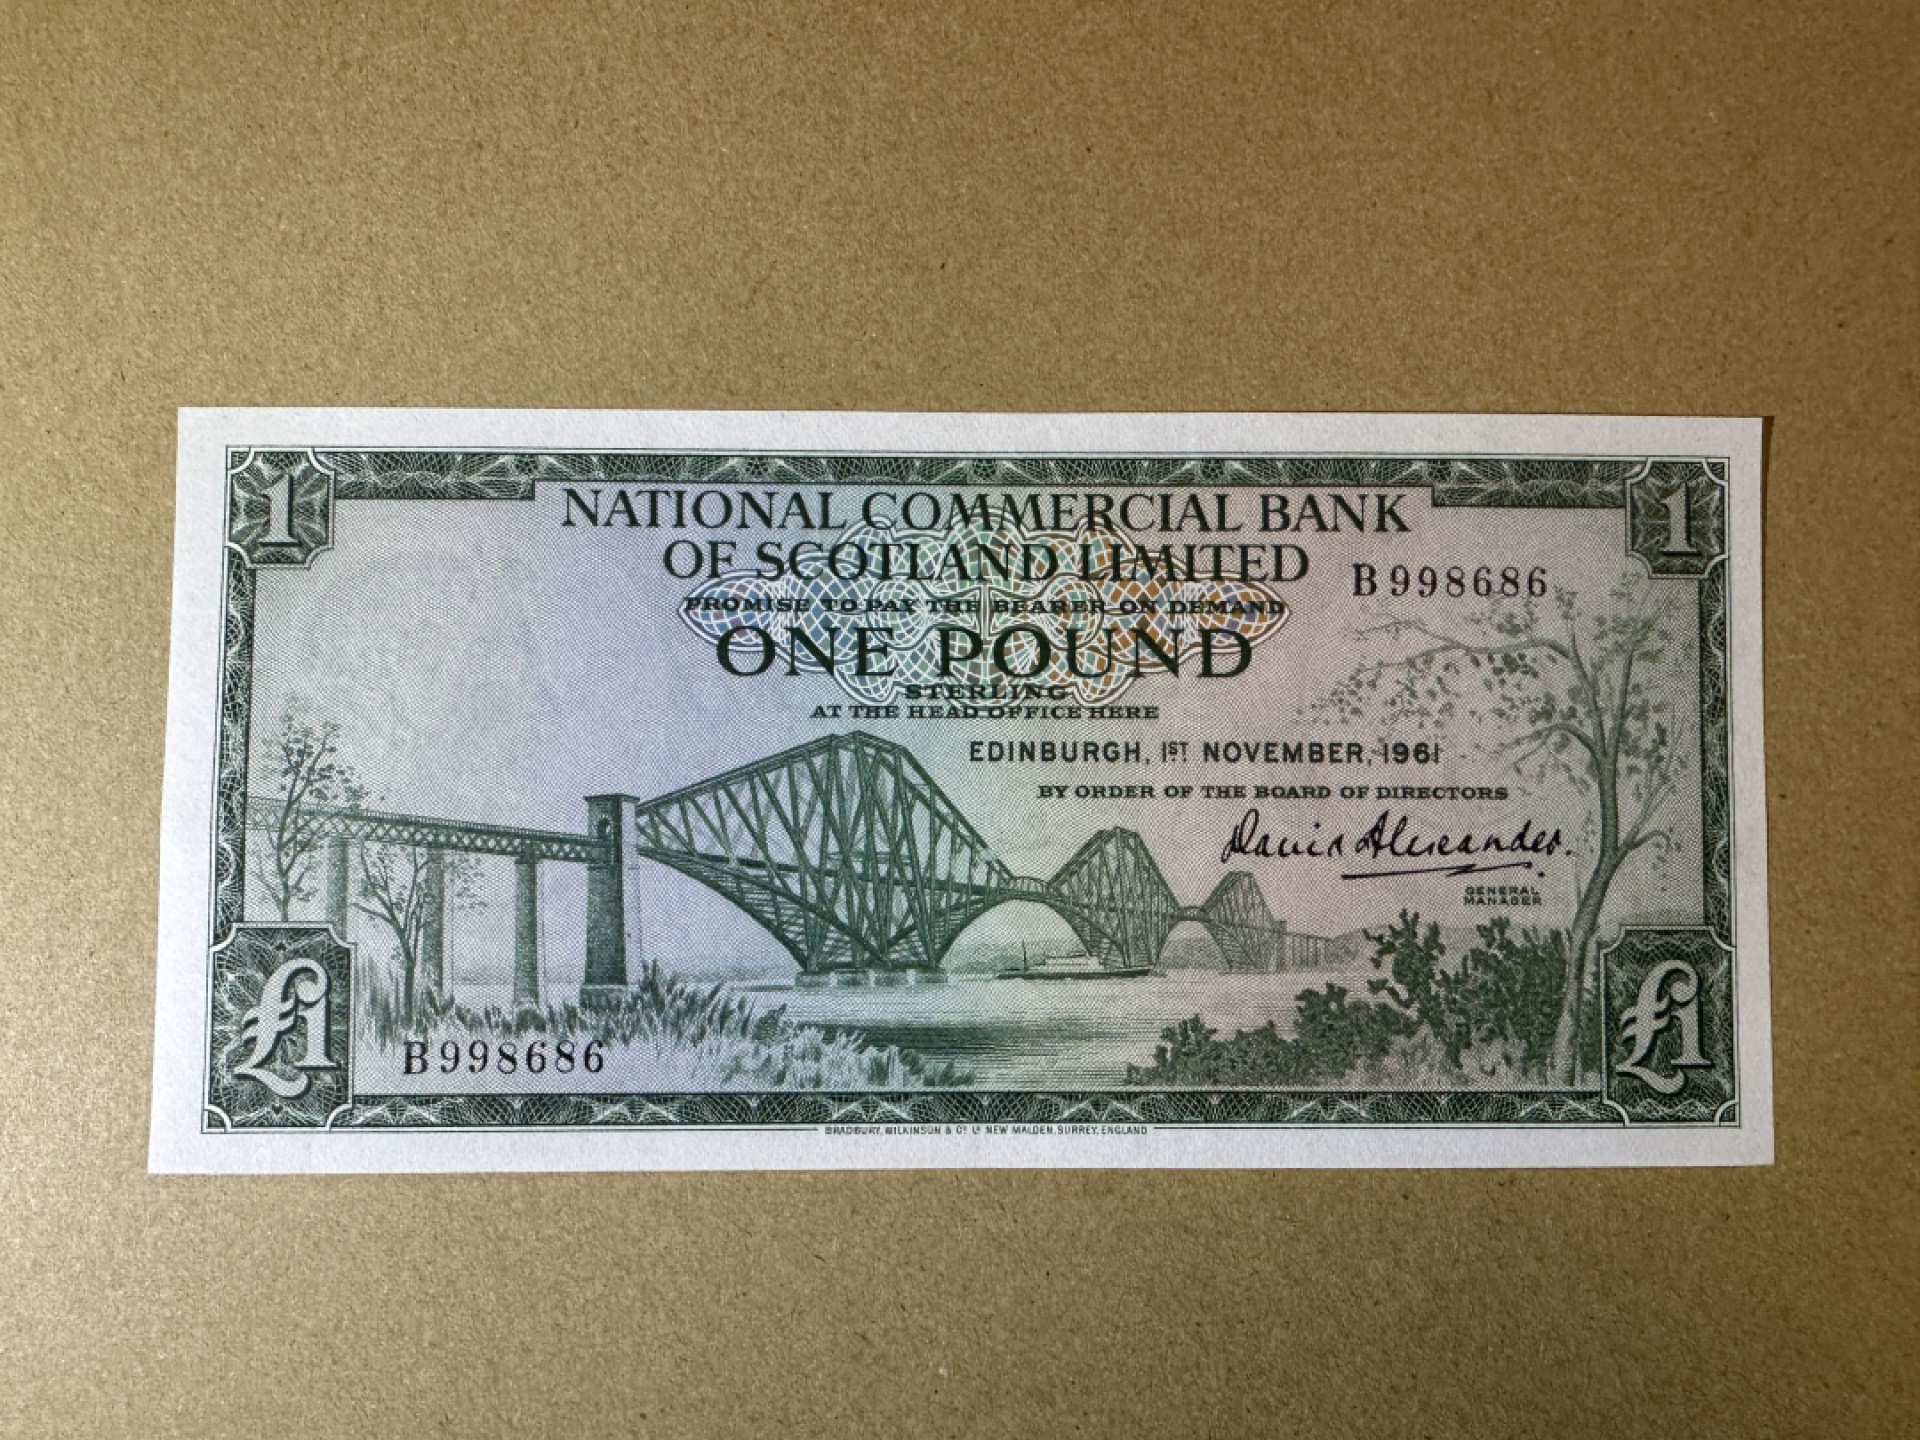 1
1
NATIONAL COMMERCIAL BANK
OF SCOTLAND LIMITED
B 998686
PROMISE TO PAY THE BEARER ON DEMAND
ONE POUND
STERLING
AT THE HEAD OFFICE HERE
EDINBURGH, 1ST NOVEMBER, 1961
BY ORDER OF THE BOARD OF DIRECTORS
David Alexander.
GENERAL
MANAGER
£1
£1
B 998686
BRADBURY, WILKINSON & Co. Ld. NEW MALDEN, SURREY, ENGLAND